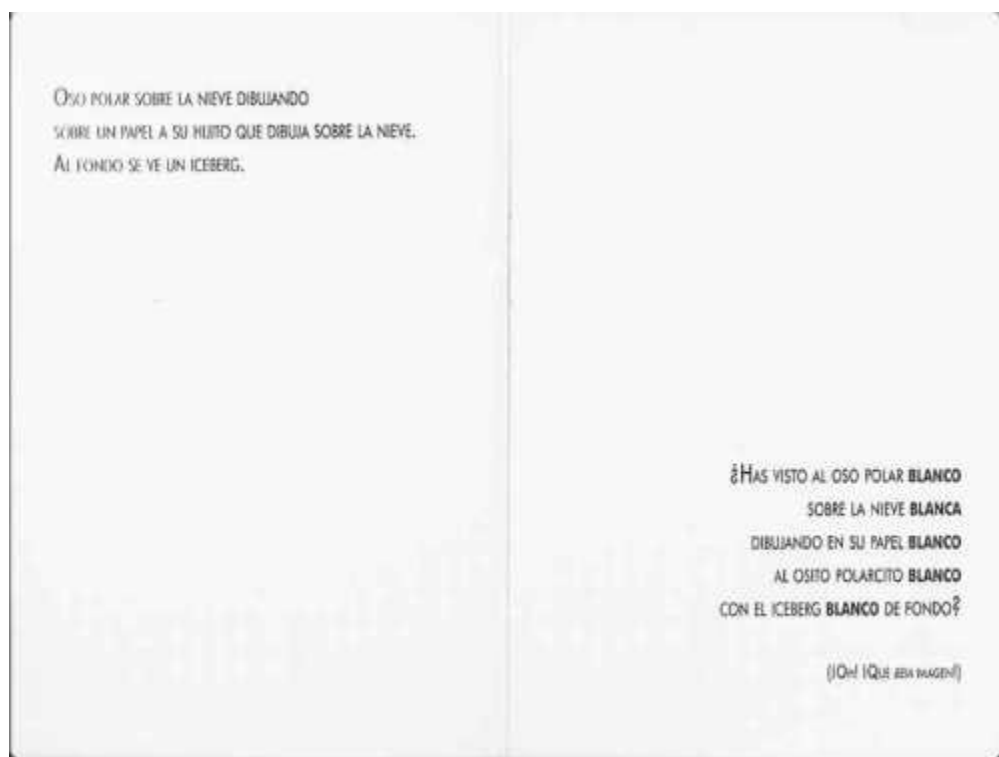 OSO POLAR SOBRE LA NIEVE DIBUJANDO
SOBRE UN PAPEL A SU HIJITO QUE DIBUJA SOBRE LA NIEVE.
AL FONDO SE VE UN ICEBERG.
¿HAS VISTO AL OSO POLAR BLANCO
SOBRE LA NIEVE BLANCA
DIBUJANDO EN SU PAPEL BLANCO
AL OSITO POLARCITO BLANCO
CON EL ICEBERG BLANCO DE FONDO?
(¡OH! ¡QUÉ BELLA IMAGEN!)